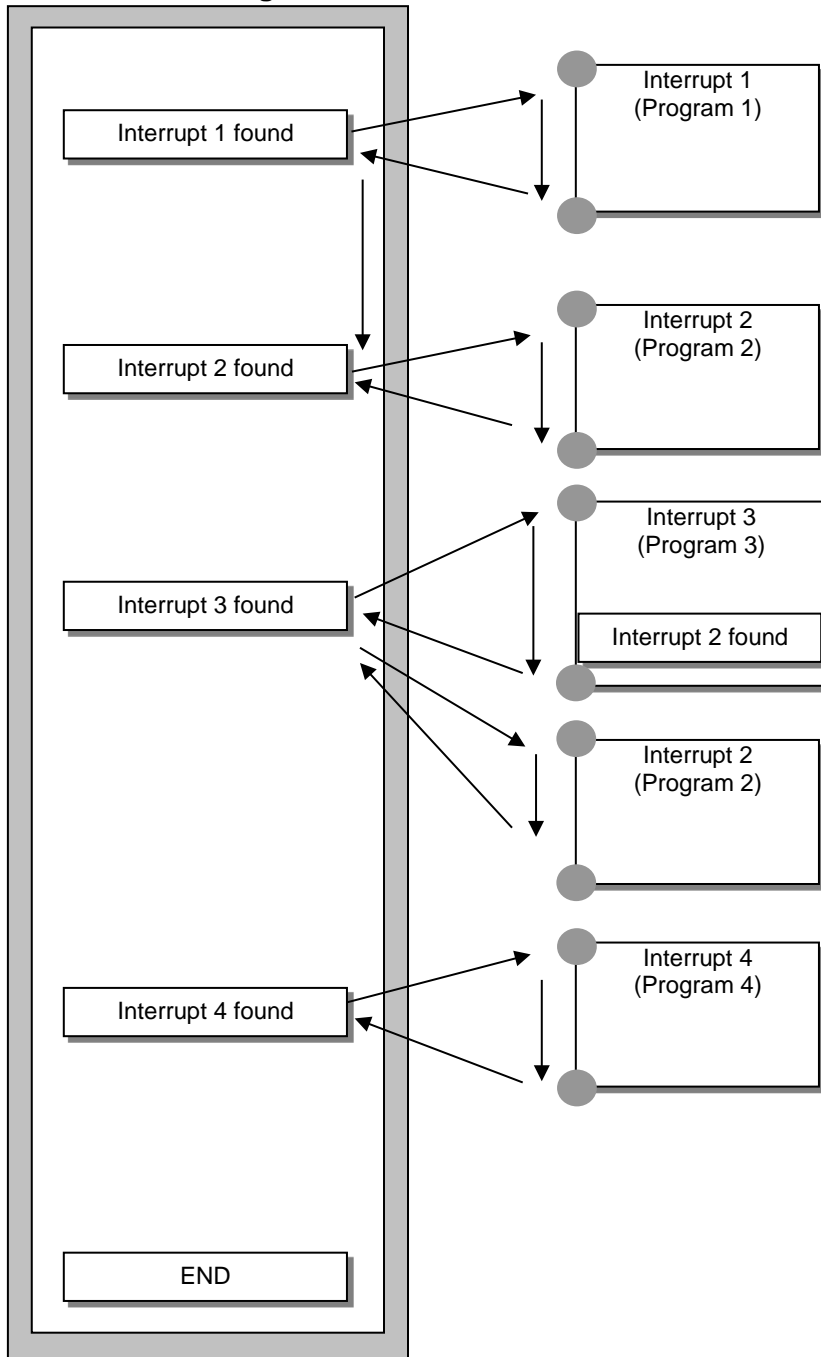 Interrupt 1
(Program 1)
Interrupt 1 found
Interrupt 2
(Program 2)
Interrupt 2 found
Interrupt 3
(Program 3)
Interrupt 3 found
Interrupt 2 found
Interrupt 2
(Program 2)
Interrupt 4
(Program 4)
Interrupt 4 found
END